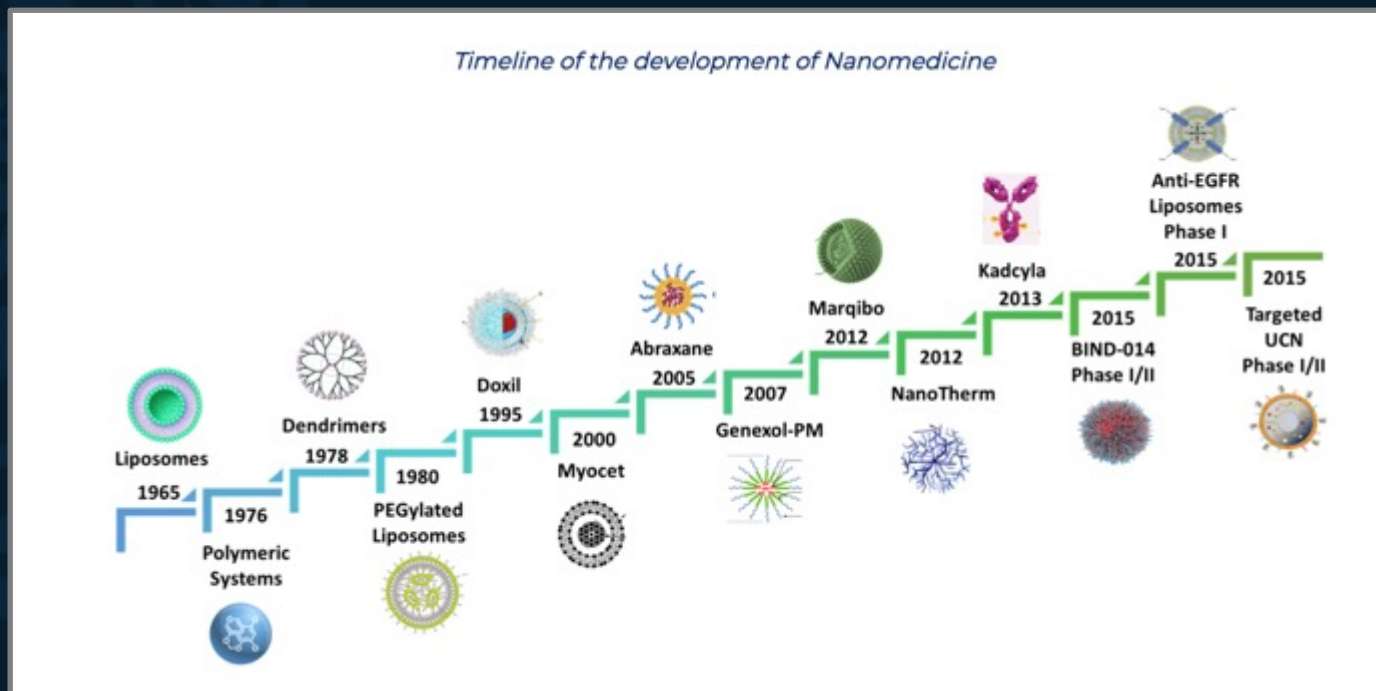 Timeline of the development of Nanomedicine
Liposomes
1965
1976
Polymeric
Systems
Dendrimers
1978
1980
PEGylated
Liposomes
Doxil
1995
2000
Myocet
Abraxane
2005
2007
Genexol-PM
Marqibo
2012
2012
NanoTherm
Kadcyla
2013
2015
BIND-014
Phase I/II
Anti-EGFR
Liposomes
Phase I
2015
2015
Targeted
UCN
Phase I/II